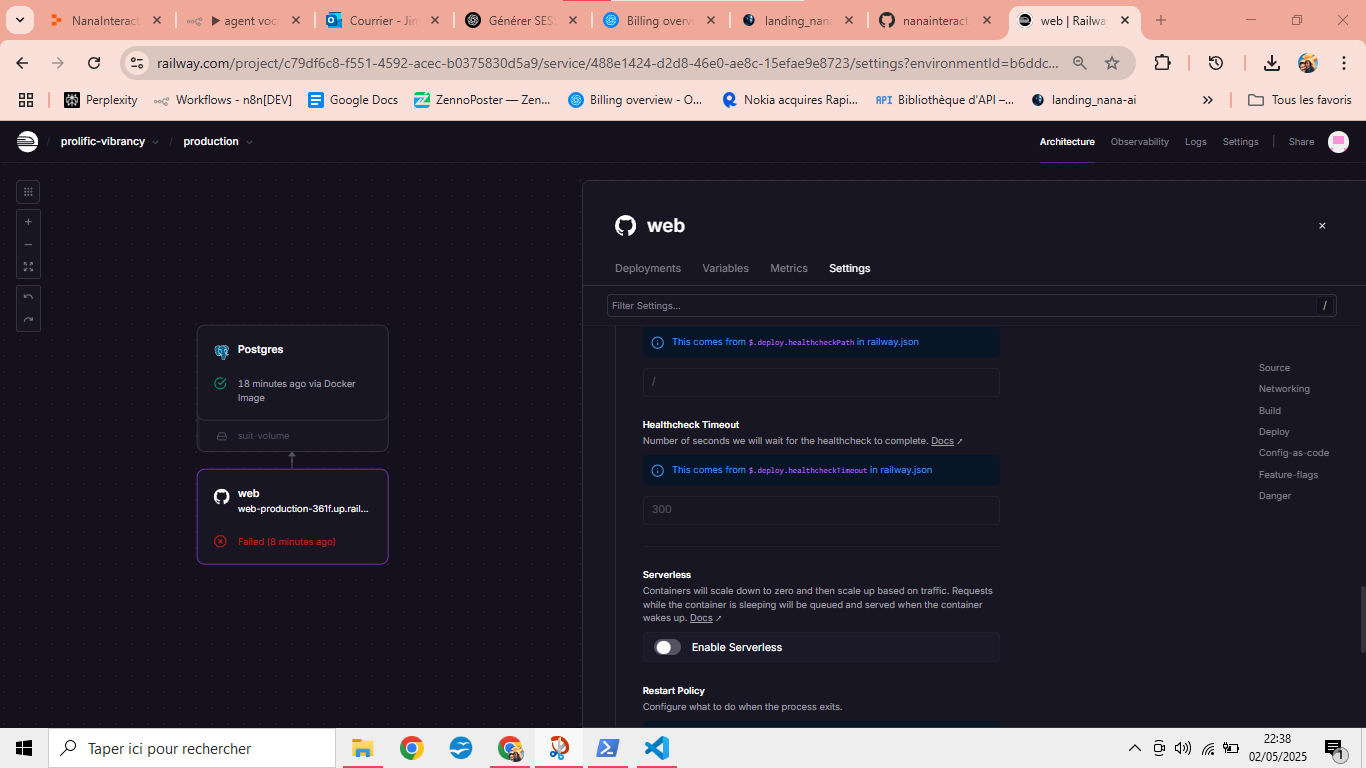 NanaInterac
▶ agent voca
Courrier - Jin
Générer SES
Billing overvi
landing_nana
nanainteract
web | Railway
railway.com/project/c79df6c8-f551-4592-acec-b0375830d5a9/service/488e1424-d2d8-46e0-ae8c-15efae9e8723/settings?environmentId=b6ddc...
Perplexity
Workflows - n8n[DEV]
Google Docs
ZennoPoster — Zen...
Billing overview - O...
Nokia acquires Rapi...
API
Bibliothèque d'API –...
landing_nana-ai
»
Tous les favoris
/ prolific-vibrancy / production
Architecture
Observability
Logs
Settings
Share
web
Deployments
Variables
Metrics
Settings
Filter Settings...
/
This comes from $.deploy.healthcheckPath in railway.json
/
Healthcheck Timeout
Number of seconds we will wait for the healthcheck to complete. Docs ↗
This comes from $.deploy.healthcheckTimeout in railway.json
300
Serverless
Containers will scale down to zero and then scale up based on traffic. Requests
while the container is sleeping will be queued and served when the container
wakes up. Docs ↗
Enable Serverless
Restart Policy
Configure what to do when the process exits.
Source
Networking
Build
Deploy
Config-as-code
Feature-flags
Danger
Postgres
18 minutes ago via Docker
Image
suit-volume
web
web-production-361f.up.rail...
Failed (8 minutes ago)
Taper ici pour rechercher
22:38
02/05/2025
1